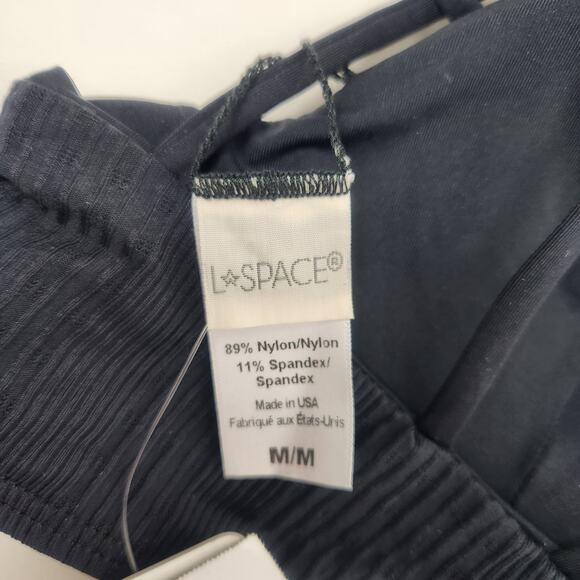 L☆SPACE®
89% Nylon/Nylon
11% Spandex/
Spandex
Made in USA
Fabriqué aux États-Unis
M/M